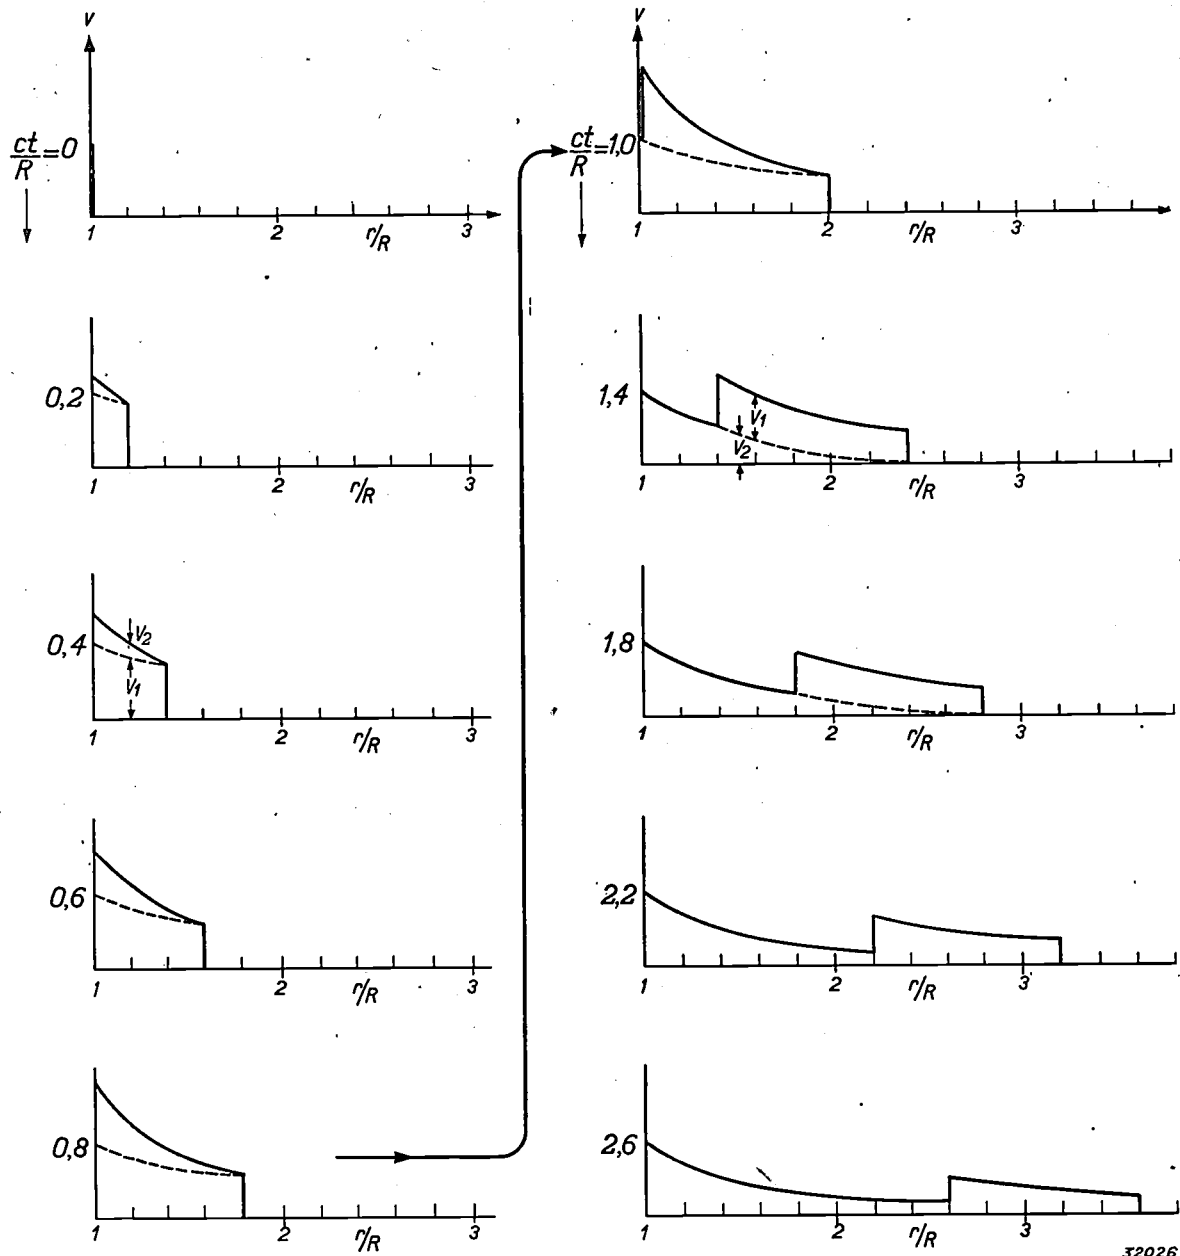 v
ct/R=0
1 2 r/R 3
0,2
1 2 r/R 3
0,4
V2
V1
1 2 r/R 3
0,6
1 2 r/R 3
0,8
1 2 r/R 3
v
ct/R=1,0
1 2 r/R 3
1,4
V1
V2
1 2 r/R 3
1,8
1 2 r/R 3
2,2
1 2 r/R 3
2,6
1 2 r/R 3
32026